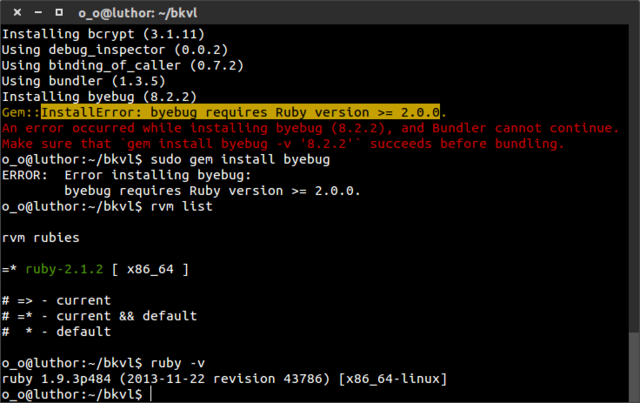 o_o@luthor: ~/bkvl
Installing bcrypt (3.1.11)
Using debug_inspector (0.0.2)
Using binding_of_caller (0.7.2)
Using bundler (1.3.5)
Installing byebug (8.2.2)
Gem::InstallError: byebug requires Ruby version >= 2.0.0.
An error occurred while installing byebug (8.2.2), and Bundler cannot continue.
Make sure that `gem install byebug -v '8.2.2'` succeeds before bundling.
o_o@luthor:~/bkvl$ sudo gem install byebug
ERROR:  Error installing byebug:
        byebug requires Ruby version >= 2.0.0.
o_o@luthor:~/bkvl$ rvm list
rvm rubies
=* ruby-2.1.2 [ x86_64 ]
# => - current
# =* - current && default
#  * - default
o_o@luthor:~/bkvl$ ruby -v
ruby 1.9.3p484 (2013-11-22 revision 43786) [x86_64-linux]
o_o@luthor:~/bkvl$